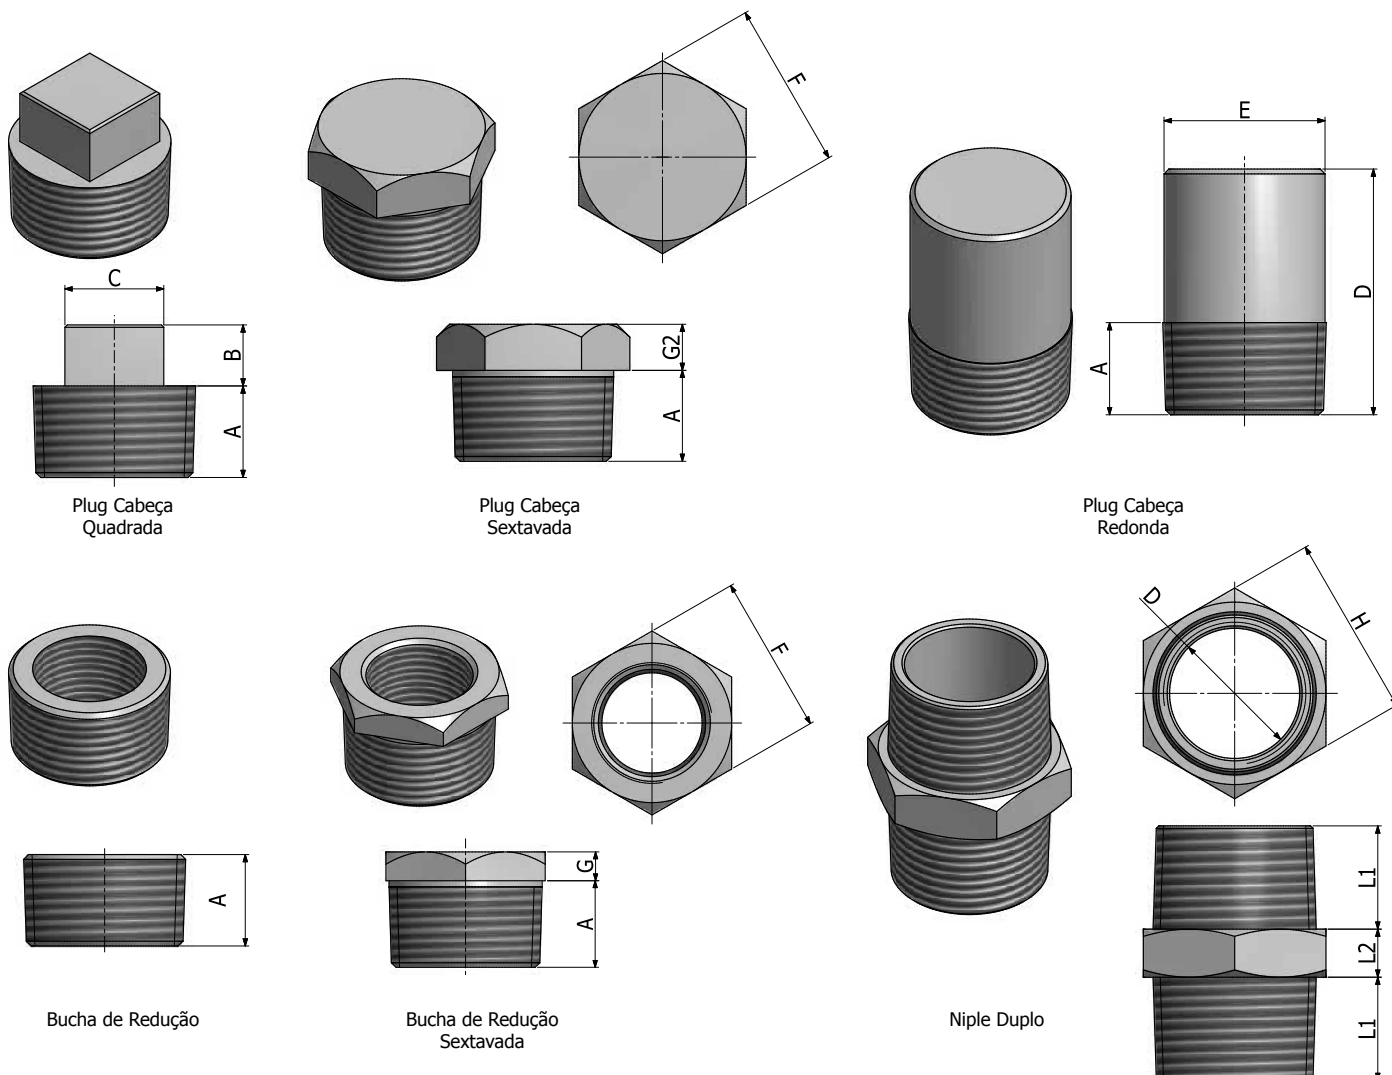 F
E
C
B
A
G2
A
D
A
Plug Cabeça
Quadrada
Plug Cabeça
Sextavada
Plug Cabeça
Redonda
F
D
H
A
G
A
L1
L2
L1
Bucha de Redução
Bucha de Redução
Sextavada
Niple Duplo